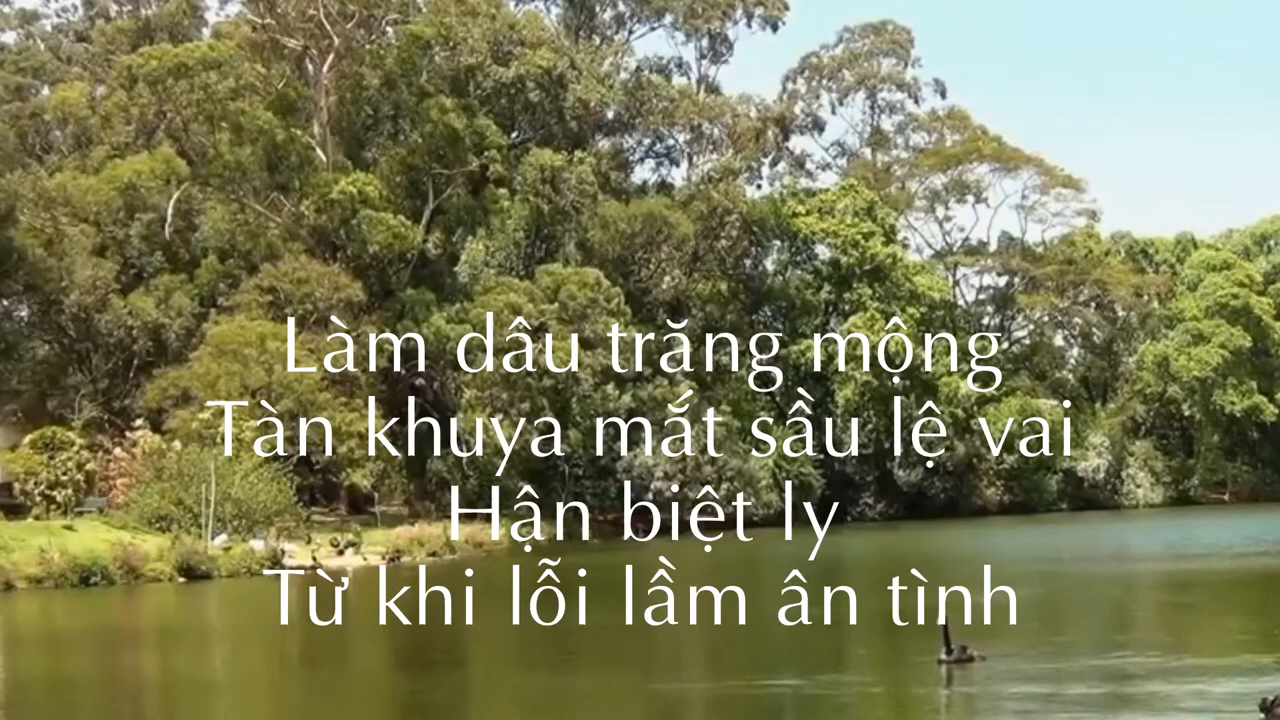 Làm dâu trăng mộng
Tàn khuya mắt sầu lệ vai
Hận biệt ly
Từ khi lỗi lầm ân tình